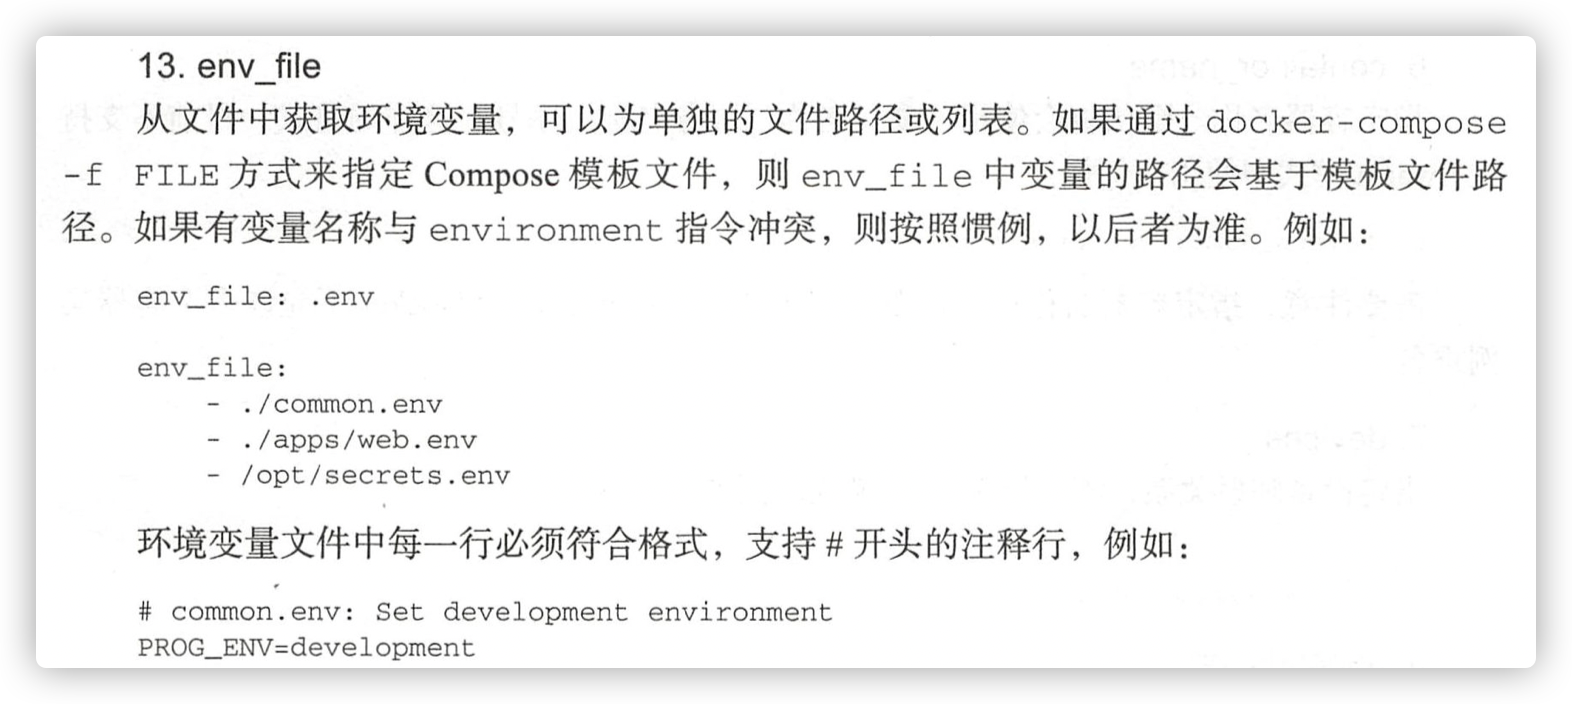 13. env_file
从文件中获取环境变量，可以为单独的文件路径或列表。如果通过 docker-compose
-f FILE 方式来指定 Compose 模板文件，则 env_file 中变量的路径会基于模板文件路
径。如果有变量名称与 environment 指令冲突，则按照惯例，以后者为准。例如：
env_file: .env
env_file:
    - ./common.env
    - ./apps/web.env
    - /opt/secrets.env
环境变量文件中每一行必须符合格式，支持 # 开头的注释行，例如：
# common.env: Set development environment
PROG_ENV=development